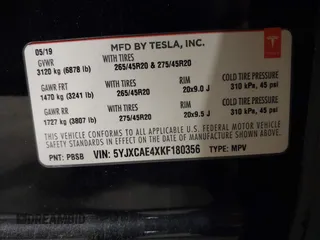 05/19 MFD BY TESLA, INC.
GVWR WITH TIRES
3120 kg (6878 lb) 265/45R20 & 275/45R20
GAWR FRT WITH TIRES RIM COLD TIRE PRESSURE
1470 kg (3241 lb) 265/45R20 20x9.0 J 310 kPa, 45 psi
GAWR RR WITH TIRES RIM COLD TIRE PRESSURE
1727 kg (3807 lb) 275/45R20 20x9.5 J 310 kPa, 45 psi
THIS VEHICLE CONFORMS TO ALL APPLICABLE U.S. FEDERAL MOTOR VEHICLE
SAFETY STANDARDS IN EFFECT ON THE DATE OF MANUFACTURE SHOWN ABOVE.
PNT: PBSB VIN: 5YJXCAE4XKF180356 TYPE: MPV